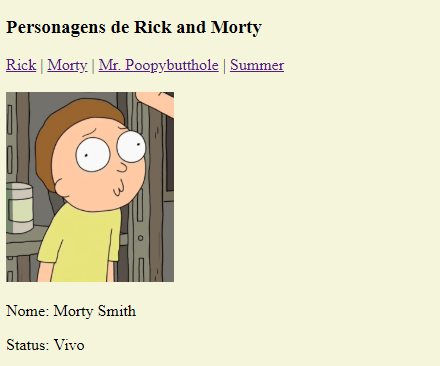 Personagens de Rick and Morty
Rick | Morty | Mr. Poopybutthole | Summer
Nome: Morty Smith
Status: Vivo